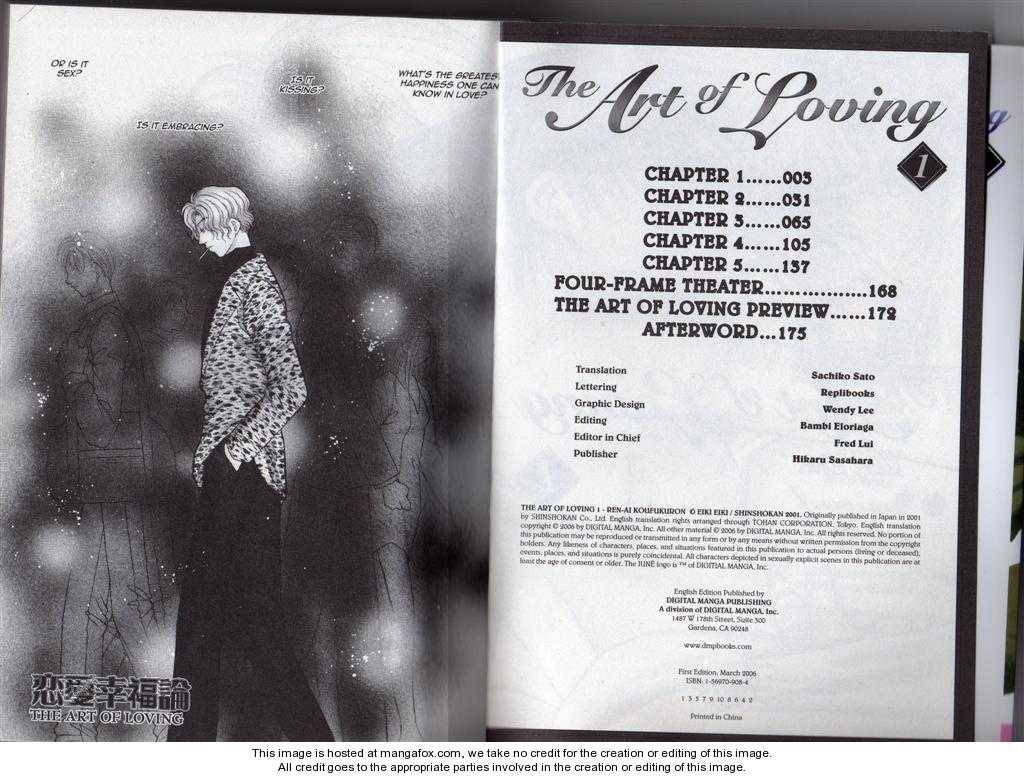 OR IS IT
SEX?
IS IT
KISSING?
WHAT'S THE GREATEST
HAPPINESS ONE CAN
KNOW IN LOVE?
IS IT EMBRACING?
恋愛幸福論
THE ART OF LOVING
The Art of Loving
1
CHAPTER 1......003
CHAPTER 2......031
CHAPTER 3......065
CHAPTER 4......105
CHAPTER 5......137
FOUR-FRAME THEATER.................168
THE ART OF LOVING PREVIEW......172
AFTERWORD...175
Translation Sachiko Sato
Lettering Replibooks
Graphic Design Wendy Lee
Editing Bambi Eloriaga
Editor in Chief Fred Lui
Publisher Hikaru Sasahara
THE ART OF LOVING 1 - REN-AI KOUFUKURON © EIKI EIKI / SHINSHOKAN 2001. Originally published in Japan in 2001
by SHINSHOKAN Co., Ltd. English translation rights arranged through TOHAN CORPORATION, Tokyo. English translation
copyright © 2006 by DIGITAL MANGA, Inc. All other material © 2006 by DIGITAL MANGA, Inc. All rights reserved. No portion of
this publication may be reproduced or transmitted in any form or by any means without written permission from the copyright
holders. Any likeness of characters, places, and situations featured in this publication to actual persons (living or deceased),
events, places, and situations is purely coincidental. All characters depicted in sexually explicit scenes in this publication are at
least the age of consent or older. The JUNÉ logo is ™ of DIGITIAL MANGA, Inc.
English Edition Published by
DIGITAL MANGA PUBLISHING
A division of DIGITAL MANGA, Inc.
1487 W 178th Street, Suite 300
Gardena, CA 90248
www.dmpbooks.com
First Edition: March 2006
ISBN: 1-56970-908-4
1 3 5 7 9 10 8 6 4 2
Printed in China
This image is hosted at mangafox.com, we take no credit for the creation or editing of this image.
All credit goes to the appropriate parties involved in the creation or editing of this image.